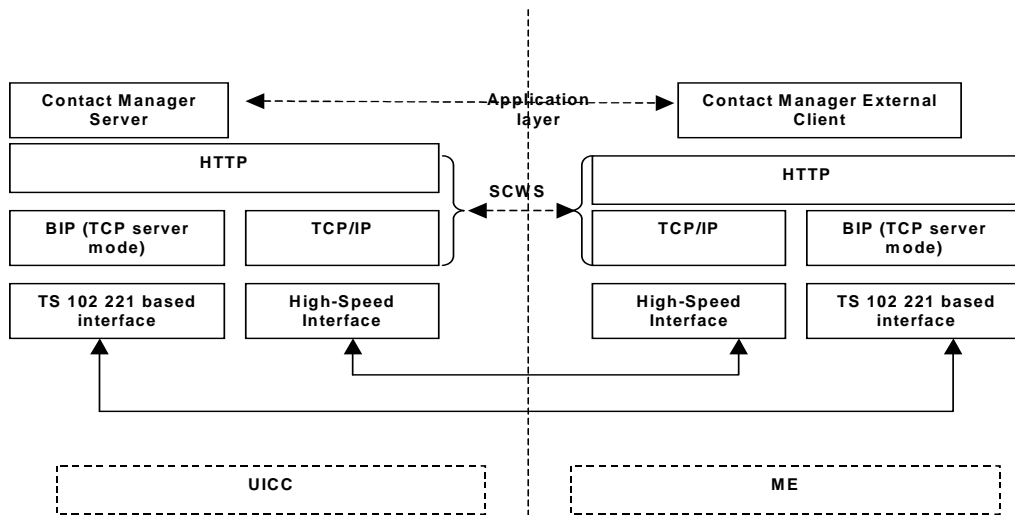 Contact Manager
Server
Application
layer
Contact Manager External
Client
HTTP
HTTP
SCWS
BIP (TCP server
mode)
TCP/IP
TCP/IP
BIP (TCP server
mode)
TS 102 221 based
interface
High-Speed
Interface
High-Speed
Interface
TS 102 221 based
interface
UICC
ME